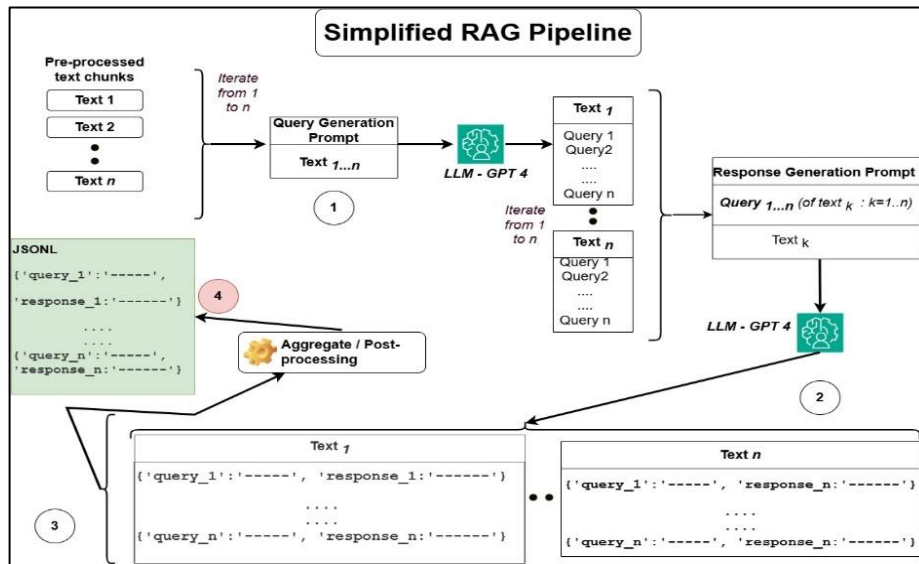 Simplified RAG Pipeline
Pre-processed
text chunks
Text 1
Text 2
Text n
Iterate
from 1
to n
Query Generation
Prompt
Text 1...n
1
LLM - GPT 4
Text 1
Query 1
Query2
....
....
Query n
Iterate
from 1
to n
Text n
Query 1
Query2
....
....
Query n
Response Generation Prompt
Query 1...n (of text k : k=1..n)
Text k
LLM - GPT 4
2
Text 1
{'query_1':'-----', 'response_1:'------'}
....
....
{'query_n':'-----', 'response_n:'------'}
Text n
{'query_1':'-----', 'response_n:'------'}
....
....
{'query_n':'-----', 'response_n:'------'}
3
Aggregate / Post-
processing
4
JSONL
{'query_1':'-----',
'response_1:'------'}
....
....
{'query_n':'-----',
'response_n:'------'}